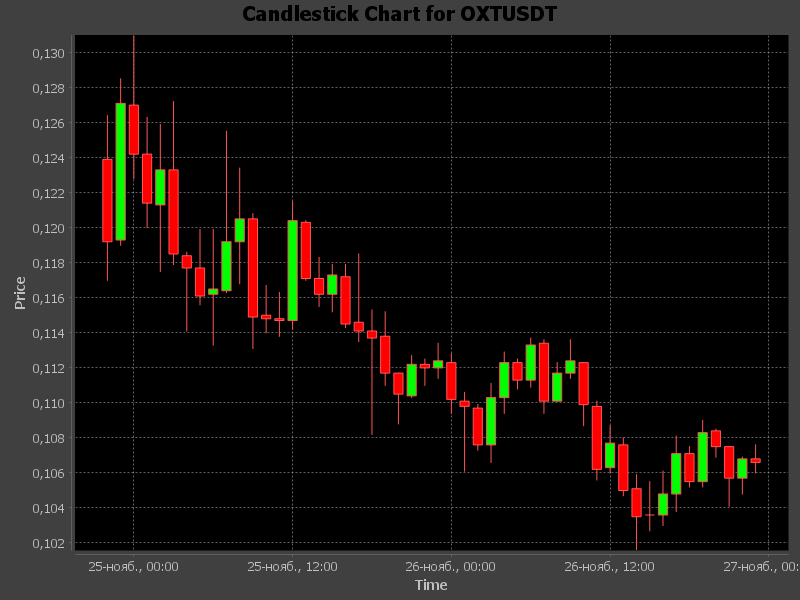 Candlestick Chart for OXTUSDT
0,130
0,128
0,126
0,124
0,122
0,120
0,118
0,116
0,114
0,112
0,110
0,108
0,106
0,104
0,102
Price
25-нояб., 00:00
25-нояб., 12:00
26-нояб., 00:00
26-нояб., 12:00
27-нояб., 00:
Time